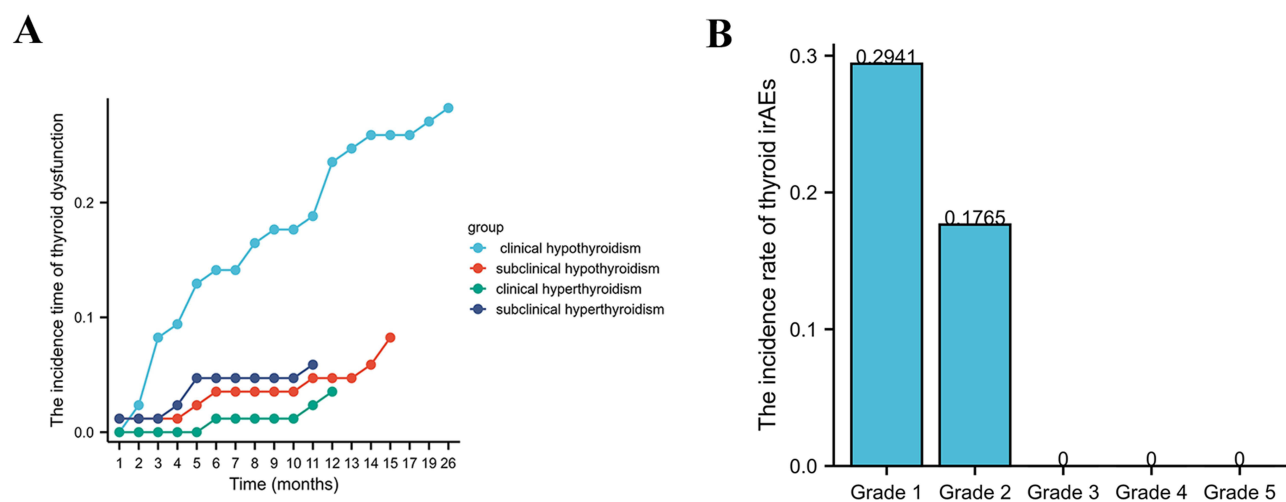 A
The incidence time of thyroid dysfunction
0.2
0.1
0.0
1 2 3 4 5 6 7 8 9 10 11 12 13 14 15 17 19 26
Time (months)
group
clinical hypothyroidism
subclinical hypothyroidism
clinical hyperthyroidism
subclinical hyperthyroidism
B
The incidence rate of thyroid irAEs
0.3
0.2
0.1
0.0
0.2941
0.1765
0 0 0
Grade 1 Grade 2 Grade 3 Grade 4 Grade 5